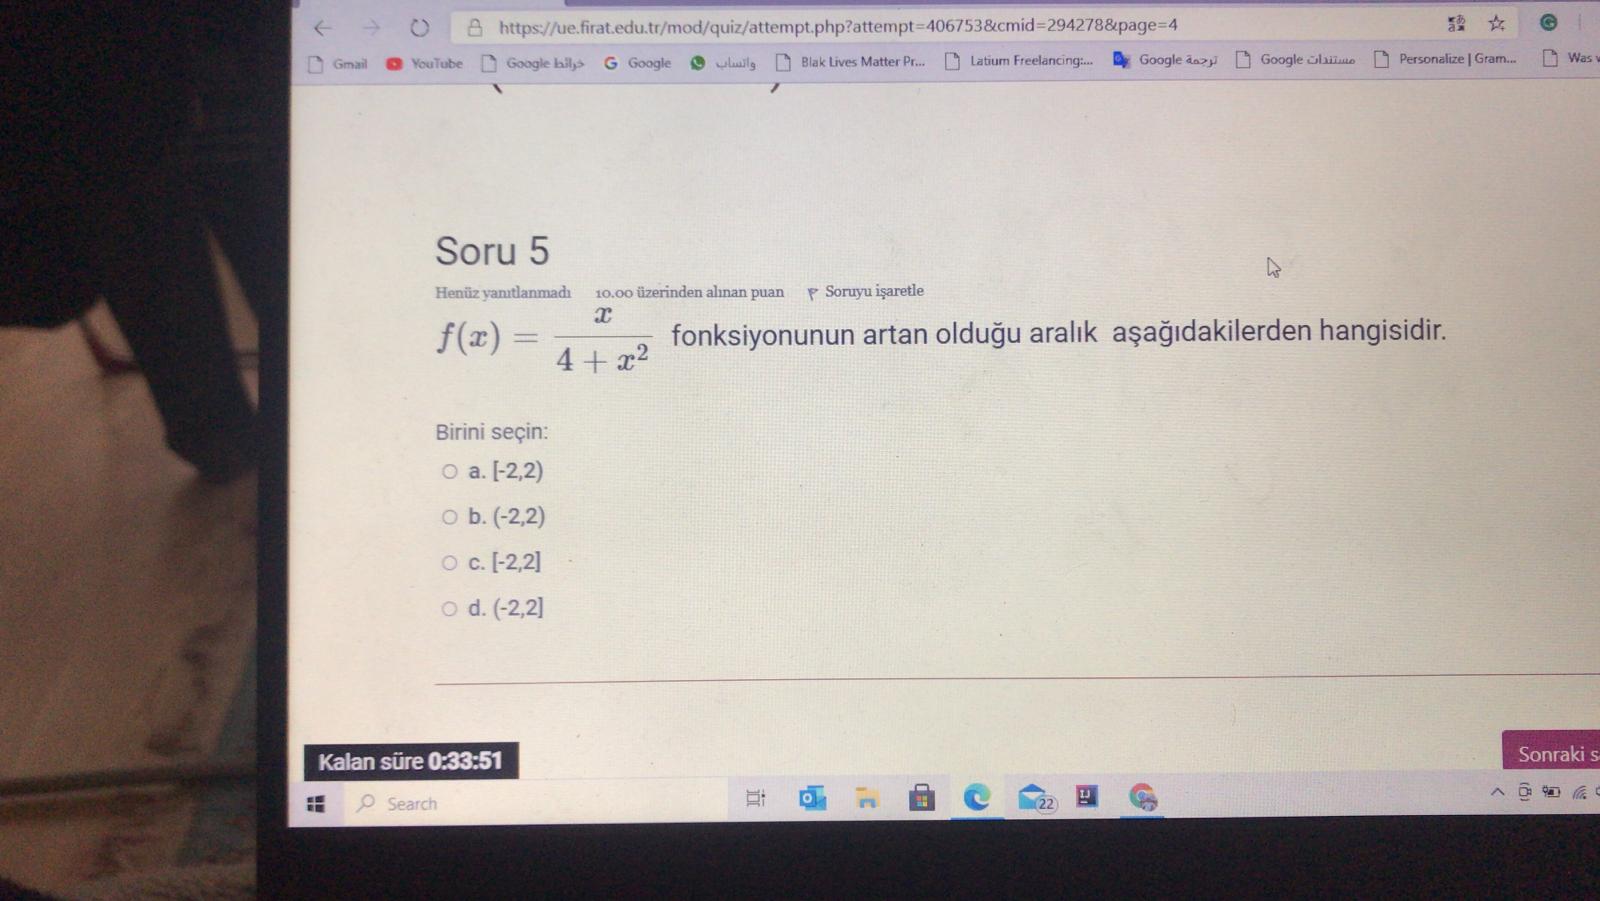 https://ue.firat.edu.tr/mod/quiz/attempt.php?attempt=406753&cmid=294278&page=4
Gmail YouTube Google خرائط Google واتساب Blak Lives Matter Pr... Latium Freelancing:... Google ترجمة Google مستندات Personalize | Gram... Was
Soru 5
Henüz yanıtlanmadı 10.00 üzerinden alınan puan Soruyu işaretle
f(x) = x / (4 + x²) fonksiyonunun artan olduğu aralık aşağıdakilerden hangisidir.
Birini seçin:
a. [-2,2)
b. (-2,2)
c. [-2,2]
d. (-2,2]
Kalan süre 0:33:51
Sonraki s
Search
22